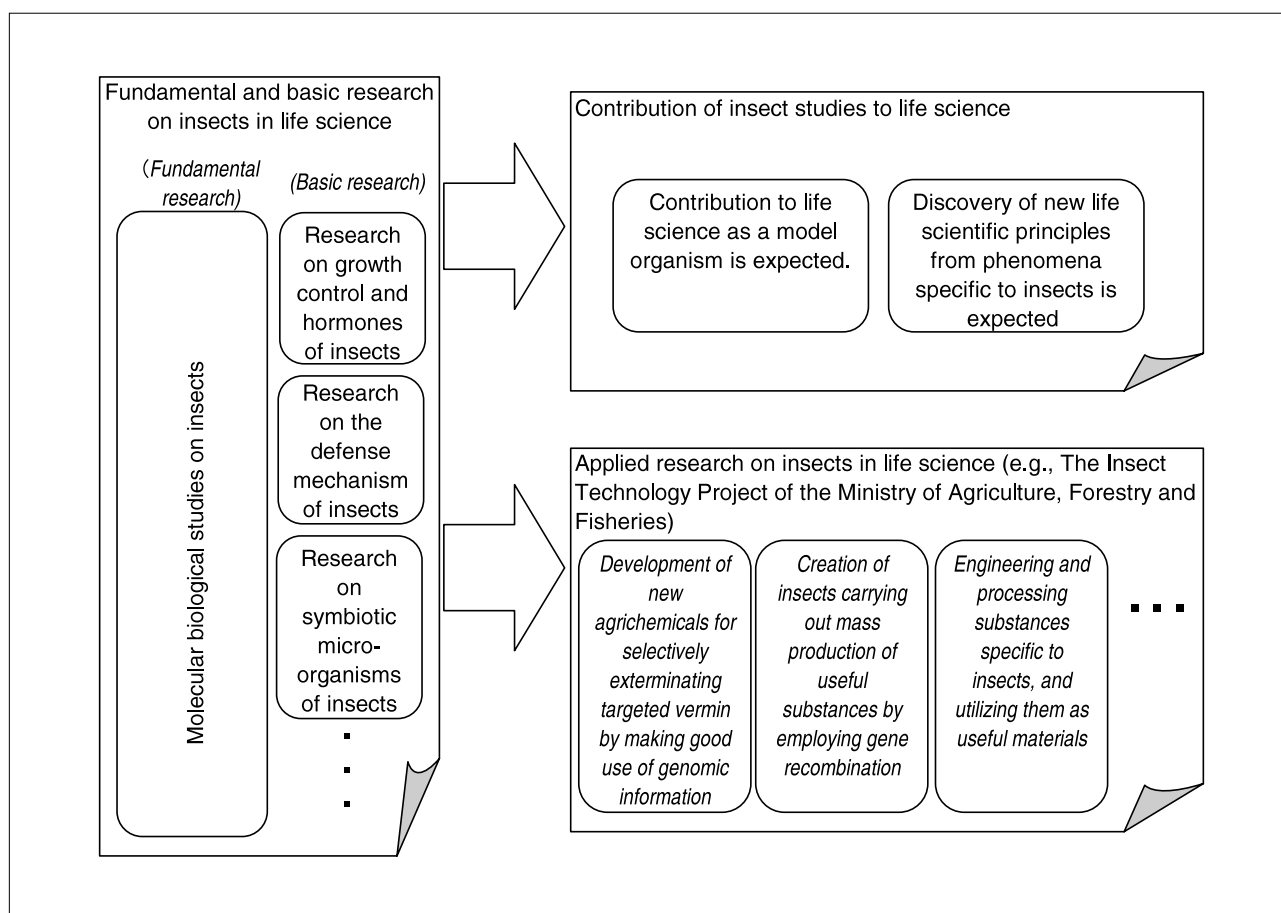 Fundamental and basic research
on insects in life science
(Fundamental
research)
(Basic research)
Molecular biological studies on insects
Research
on growth
control and
hormones
of insects
Research
on the
defense
mechanism
of insects
Research
on
symbiotic
micro-
organisms
of insects
Contribution of insect studies to life science
Contribution to life
science as a model
organism is expected.
Discovery of new life
scientific principles
from phenomena
specific to insects is
expected
Applied research on insects in life science (e.g., The Insect
Technology Project of the Ministry of Agriculture, Forestry and
Fisheries)
Development of
new
agrichemicals for
selectively
exterminating
targeted vermin
by making good
use of genomic
information
Creation of
insects carrying
out mass
production of
useful
substances by
employing gene
recombination
Engineering and
processing
substances
specific to
insects, and
utilizing them as
useful materials